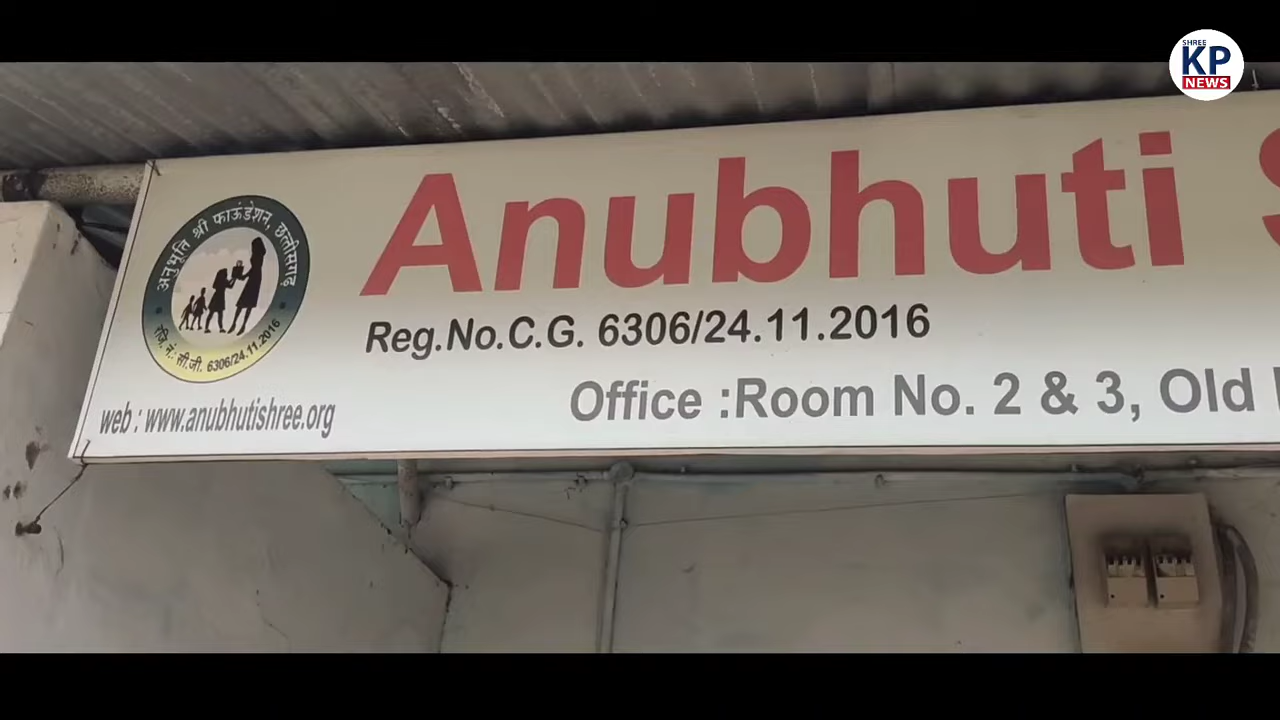 SHREE
KP
NEWS
Anubhuti
अनुभूति श्री फाऊंडेशन, छत्तीसगढ़
रजि. नं.: सी.जी. 6306/24.11.2016
Reg.No.C.G. 6306/24.11.2016
web : www.anubhutishree.org
Office :Room No. 2 & 3, Old